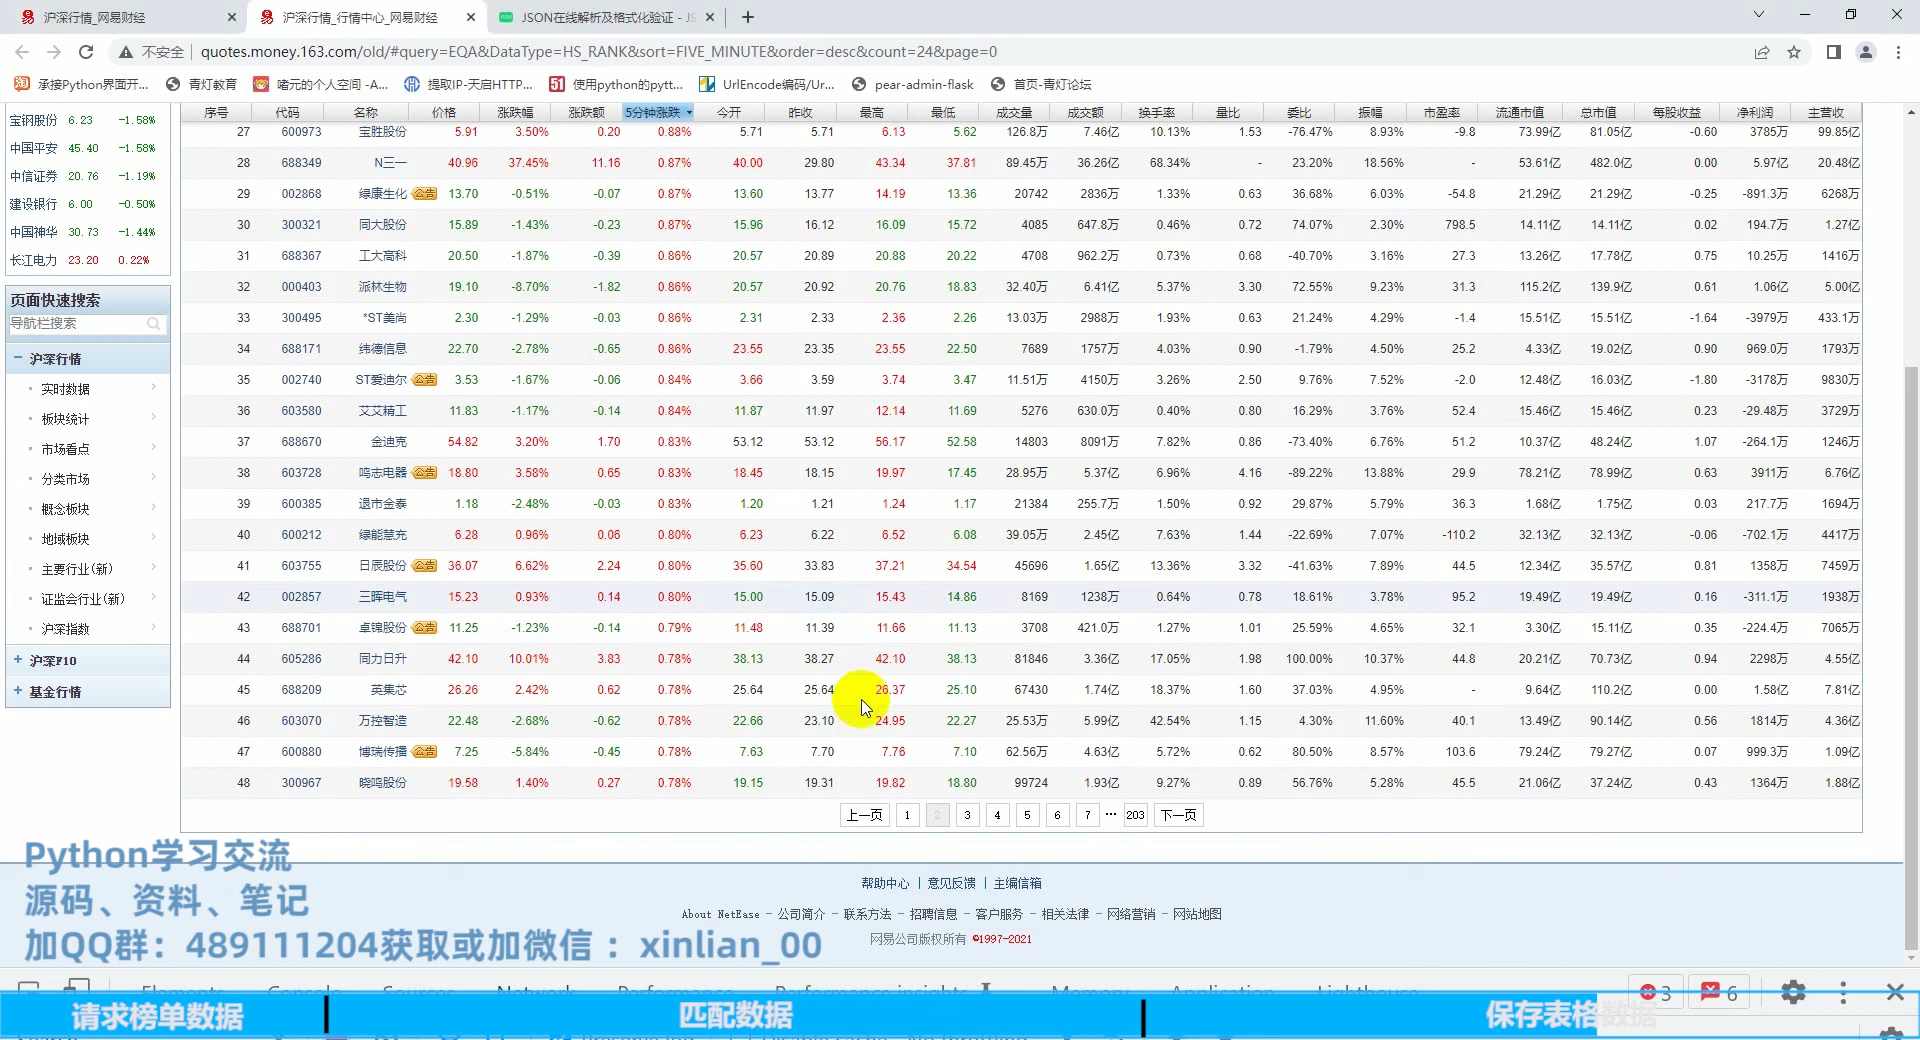 沪深行情_网易财经
沪深行情_行情中心_网易财经
JSON在线解析及格式化验证 - JS
不安全
quotes.money.163.com/old/#query=EQA&DataType=HS_RANK&sort=FIVE_MINUTE&order=desc&count=24&page=0
承接Python界面开... 青灯教育 啫元的个人空间 -A... 提取IP-天启HTTP... 使用python的pytt... UrlEncode编码/Ur... pear-admin-flask 首页-青灯论坛
宝钢股份 6.23 -1.58%
中国平安 45.40 -1.58%
中信证券 20.76 -1.19%
建设银行 6.00 -0.50%
中国神华 30.73 -1.44%
长江电力 23.20 0.22%
页面快速搜索
导航栏搜索
沪深行情
实时数据
板块统计
市场看点
分类市场
概念板块
地域板块
主要行业(新)
证监会行业(新)
沪深指数
沪深F10
基金行情
序号 代码 名称 价格 涨跌幅 涨跌额 5分钟涨跌 今开 昨收 最高 最低 成交量 成交额 换手率 量比 委比 振幅 市盈率 流通市值 总市值 每股收益 净利润 主营收
27 600973 宝胜股份 5.91 3.50% 0.20 0.88% 5.71 5.71 6.13 5.62 126.8万 7.46亿 10.13% 1.53 -76.47% 8.93% -9.8 73.99亿 81.05亿 -0.60 3785万 99.85亿
28 688349 N三一 40.96 37.45% 11.16 0.87% 40.00 29.80 43.34 37.81 89.45万 36.26亿 68.34% - 23.20% 18.56% - 53.61亿 482.0亿 0.00 5.97亿 20.48亿
29 002868 绿康生化 公告 13.70 -0.51% -0.07 0.87% 13.60 13.77 14.19 13.36 20742 2836万 1.33% 0.63 36.68% 6.03% -54.8 21.29亿 21.29亿 -0.25 -891.3万 6268万
30 300321 同大股份 15.89 -1.43% -0.23 0.87% 15.96 16.12 16.09 15.72 4085 647.8万 0.46% 0.72 74.07% 2.30% 798.5 14.11亿 14.11亿 0.02 194.7万 1.27亿
31 688367 工大高科 20.50 -1.87% -0.39 0.86% 20.57 20.89 20.88 20.22 4708 962.2万 0.73% 0.68 -40.70% 3.16% 27.3 13.26亿 17.78亿 0.75 10.25万 1416万
32 000403 派林生物 19.10 -8.70% -1.82 0.86% 20.57 20.92 20.76 18.83 32.40万 6.41亿 5.37% 3.30 72.55% 9.23% 31.3 115.2亿 139.9亿 0.61 1.06亿 5.00亿
33 300495 *ST美尚 2.30 -1.29% -0.03 0.86% 2.31 2.33 2.36 2.26 13.03万 2988万 1.93% 0.63 21.24% 4.29% -1.4 15.51亿 15.51亿 -1.64 -3979万 433.1万
34 688171 纬德信息 22.70 -2.78% -0.65 0.86% 23.55 23.35 23.55 22.50 7689 1757万 4.03% 0.90 -1.79% 4.50% 25.2 4.33亿 19.02亿 0.90 969.0万 1793万
35 002740 ST爱迪尔 公告 3.53 -1.67% -0.06 0.84% 3.66 3.59 3.74 3.47 11.51万 4150万 3.26% 2.50 9.76% 7.52% -2.0 12.48亿 16.03亿 -1.80 -3178万 9830万
36 603580 艾艾精工 11.83 -1.17% -0.14 0.84% 11.87 11.97 12.14 11.69 5276 630.0万 0.40% 0.80 16.29% 3.76% 52.4 15.46亿 15.46亿 0.23 -29.48万 3729万
37 688670 金迪克 54.82 3.20% 1.70 0.83% 53.12 53.12 56.17 52.58 14803 8091万 7.82% 0.86 -73.40% 6.76% 51.2 10.37亿 48.24亿 1.07 -264.1万 1246万
38 603728 鸣志电器 公告 18.80 3.58% 0.65 0.83% 18.45 18.15 19.97 17.45 28.95万 5.37亿 6.96% 4.16 -89.22% 13.88% 29.9 78.21亿 78.99亿 0.63 3911万 6.76亿
39 600385 退市金泰 1.18 -2.48% -0.03 0.83% 1.20 1.21 1.24 1.17 21384 255.7万 1.50% 0.92 29.87% 5.79% 36.3 1.68亿 1.75亿 0.03 217.7万 1694万
40 600212 绿能慧充 6.28 0.96% 0.06 0.80% 6.23 6.22 6.52 6.08 39.05万 2.45亿 7.63% 1.44 -22.69% 7.07% -110.2 32.13亿 32.13亿 -0.06 -702.1万 4417万
41 603755 日辰股份 公告 36.07 6.62% 2.24 0.80% 35.60 33.83 37.21 34.54 45696 1.65亿 13.36% 3.32 -41.63% 7.89% 44.5 12.34亿 35.57亿 0.81 1358万 7459万
42 002857 三晖电气 15.23 0.93% 0.14 0.80% 15.00 15.09 15.43 14.86 8169 1238万 0.64% 0.78 18.61% 3.78% 95.2 19.49亿 19.49亿 0.16 -311.1万 1938万
43 688701 卓锦股份 公告 11.25 -1.23% -0.14 0.79% 11.48 11.39 11.66 11.13 3708 421.0万 1.27% 1.01 25.59% 4.65% 32.1 3.30亿 15.11亿 0.35 -224.4万 7065万
44 605286 同力日升 42.10 10.01% 3.83 0.78% 38.13 38.27 42.10 38.13 81846 3.36亿 17.05% 1.98 100.00% 10.37% 44.8 20.21亿 70.73亿 0.94 2298万 4.55亿
45 688209 英集芯 26.26 2.42% 0.62 0.78% 25.64 25.64 26.37 25.10 67430 1.74亿 18.37% 1.60 37.03% 4.95% - 9.64亿 110.2亿 0.00 1.58亿 7.81亿
46 603070 万控智造 22.48 -2.68% -0.62 0.78% 22.66 23.10 24.95 22.27 25.53万 5.99亿 42.54% 1.15 4.30% 11.60% 40.1 13.49亿 90.14亿 0.56 1814万 4.36亿
47 600880 博瑞传播 公告 7.25 -5.84% -0.45 0.78% 7.63 7.70 7.76 7.10 62.56万 4.63亿 5.72% 0.62 80.50% 8.57% 103.6 79.24亿 79.27亿 0.07 999.3万 1.09亿
48 300967 晓鸣股份 19.58 1.40% 0.27 0.78% 19.15 19.31 19.82 18.80 99724 1.93亿 9.27% 0.89 56.76% 5.28% 45.5 21.06亿 37.24亿 0.43 1364万 1.88亿
上一页 1 2 3 4 5 6 7 ··· 203 下一页
Python学习交流
源码、资料、笔记
加QQ群：489111204获取或加微信 ：xinlian_00
帮助中心 | 意见反馈 | 主编信箱
About NetEase - 公司简介 - 联系方法 - 招聘信息 - 客户服务 - 相关法律 - 网络营销 - 网站地图
网易公司版权所有 ©1997-2021
Elements Console Sources Network Performance Performance insights Memory Application Lighthouse 3 6
请求榜单数据 匹配数据 保存表格数据